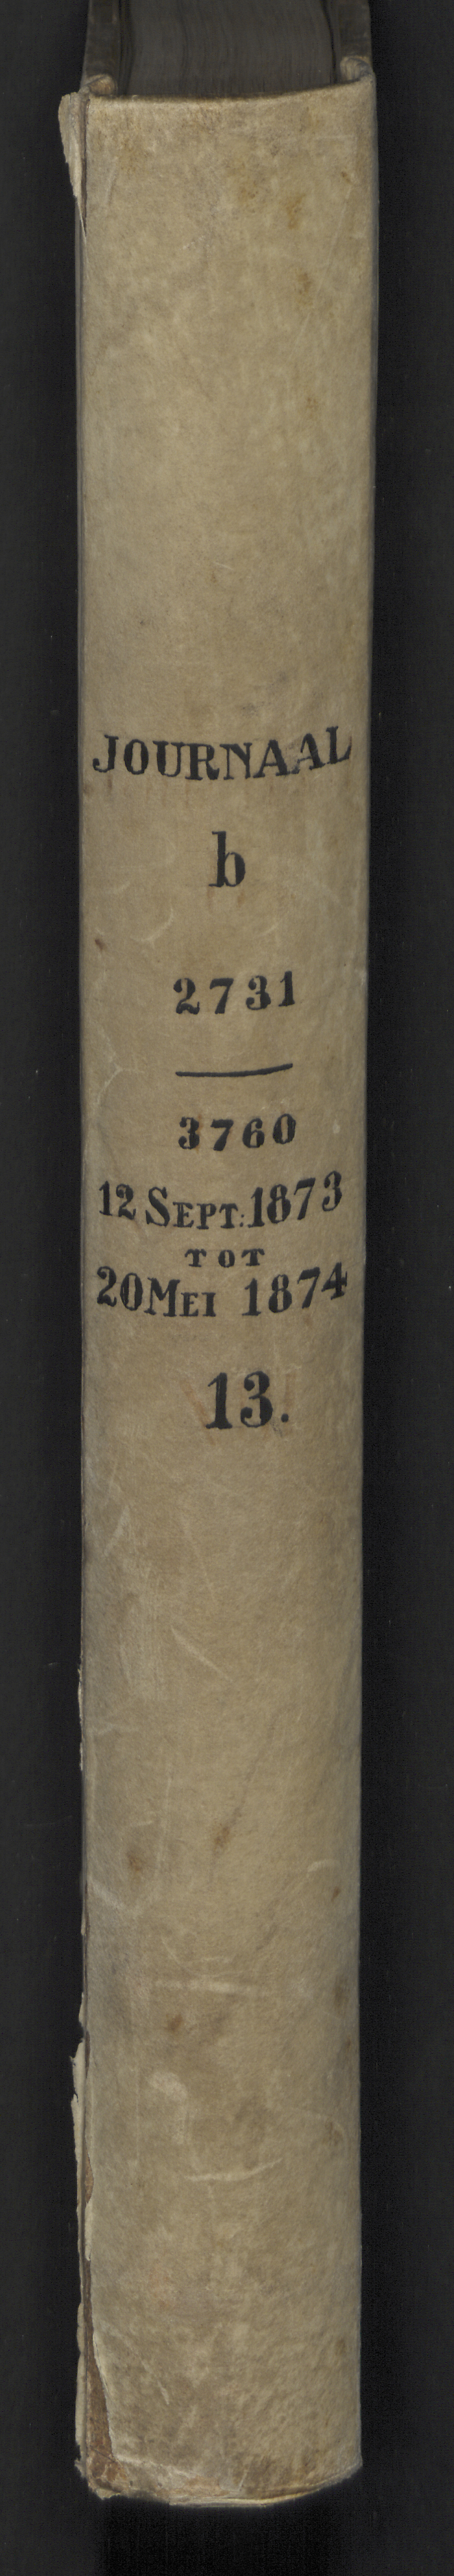 JOURNAAL
b
2731
3760
12 SEPT: 1873
TOT
20 MEI 1874
13.